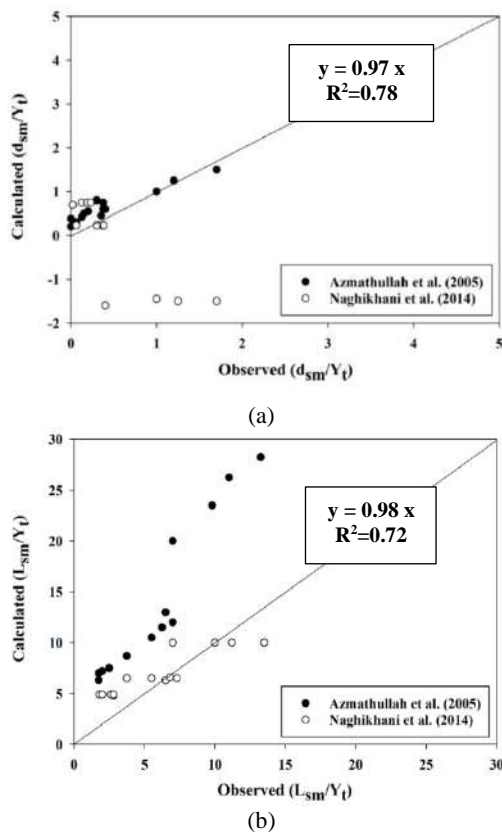 5
4
3
2
1
0
-1
-2
Calculated (dsm/Yt)
y = 0.97 x
R²=0.78
Azmathullah et al. (2005)
Naghikhani et al. (2014)
0 1 2 3 4 5
Observed (dsm/Yt)
(a)
30
25
20
15
10
5
0
Calculated (Lsm/Yt)
y = 0.98 x
R²=0.72
Azmathullah et al. (2005)
Naghikhani et al. (2014)
0 5 10 15 20 25 30
Observed (Lsm/Yt)
(b)